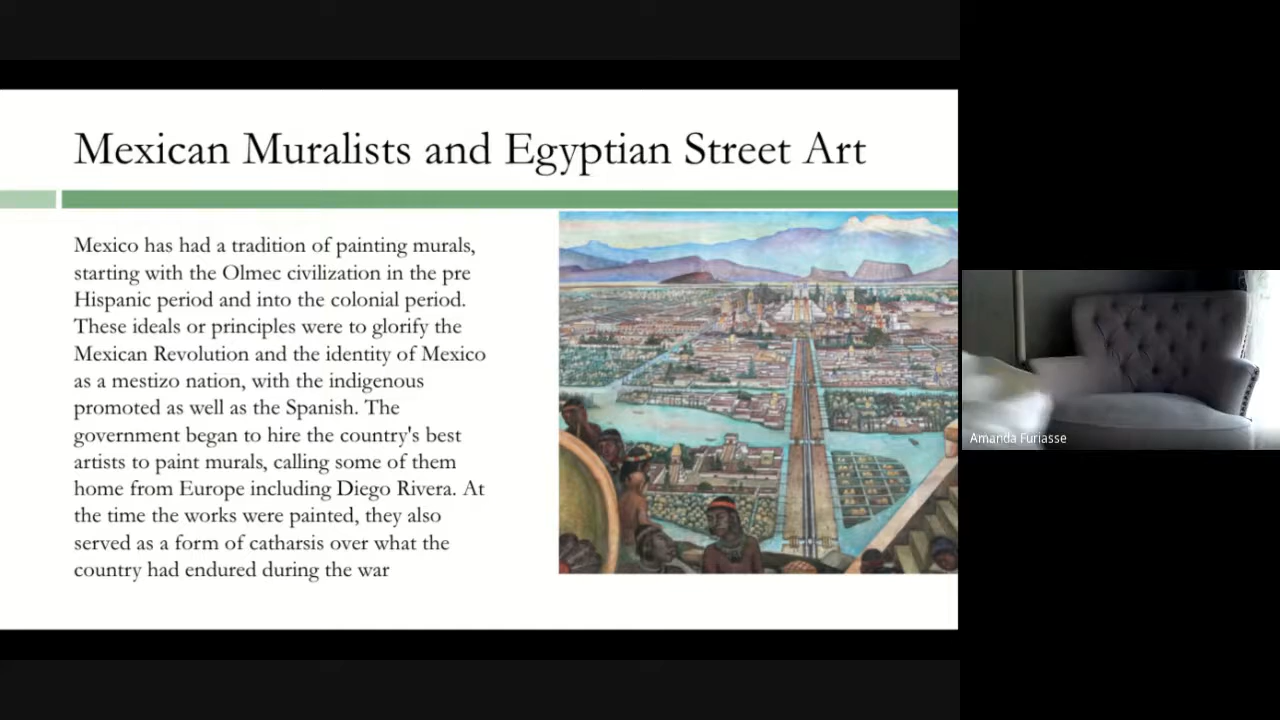 Mexican Muralists and Egyptian Street Art
Mexico has had a tradition of painting murals,
starting with the Olmec civilization in the pre
Hispanic period and into the colonial period.
These ideals or principles were to glorify the
Mexican Revolution and the identity of Mexico
as a mestizo nation, with the indigenous
promoted as well as the Spanish. The
government began to hire the country's best
artists to paint murals, calling some of them
home from Europe including Diego Rivera. At
the time the works were painted, they also
served as a form of catharsis over what the
country had endured during the war
Amanda Furiasse